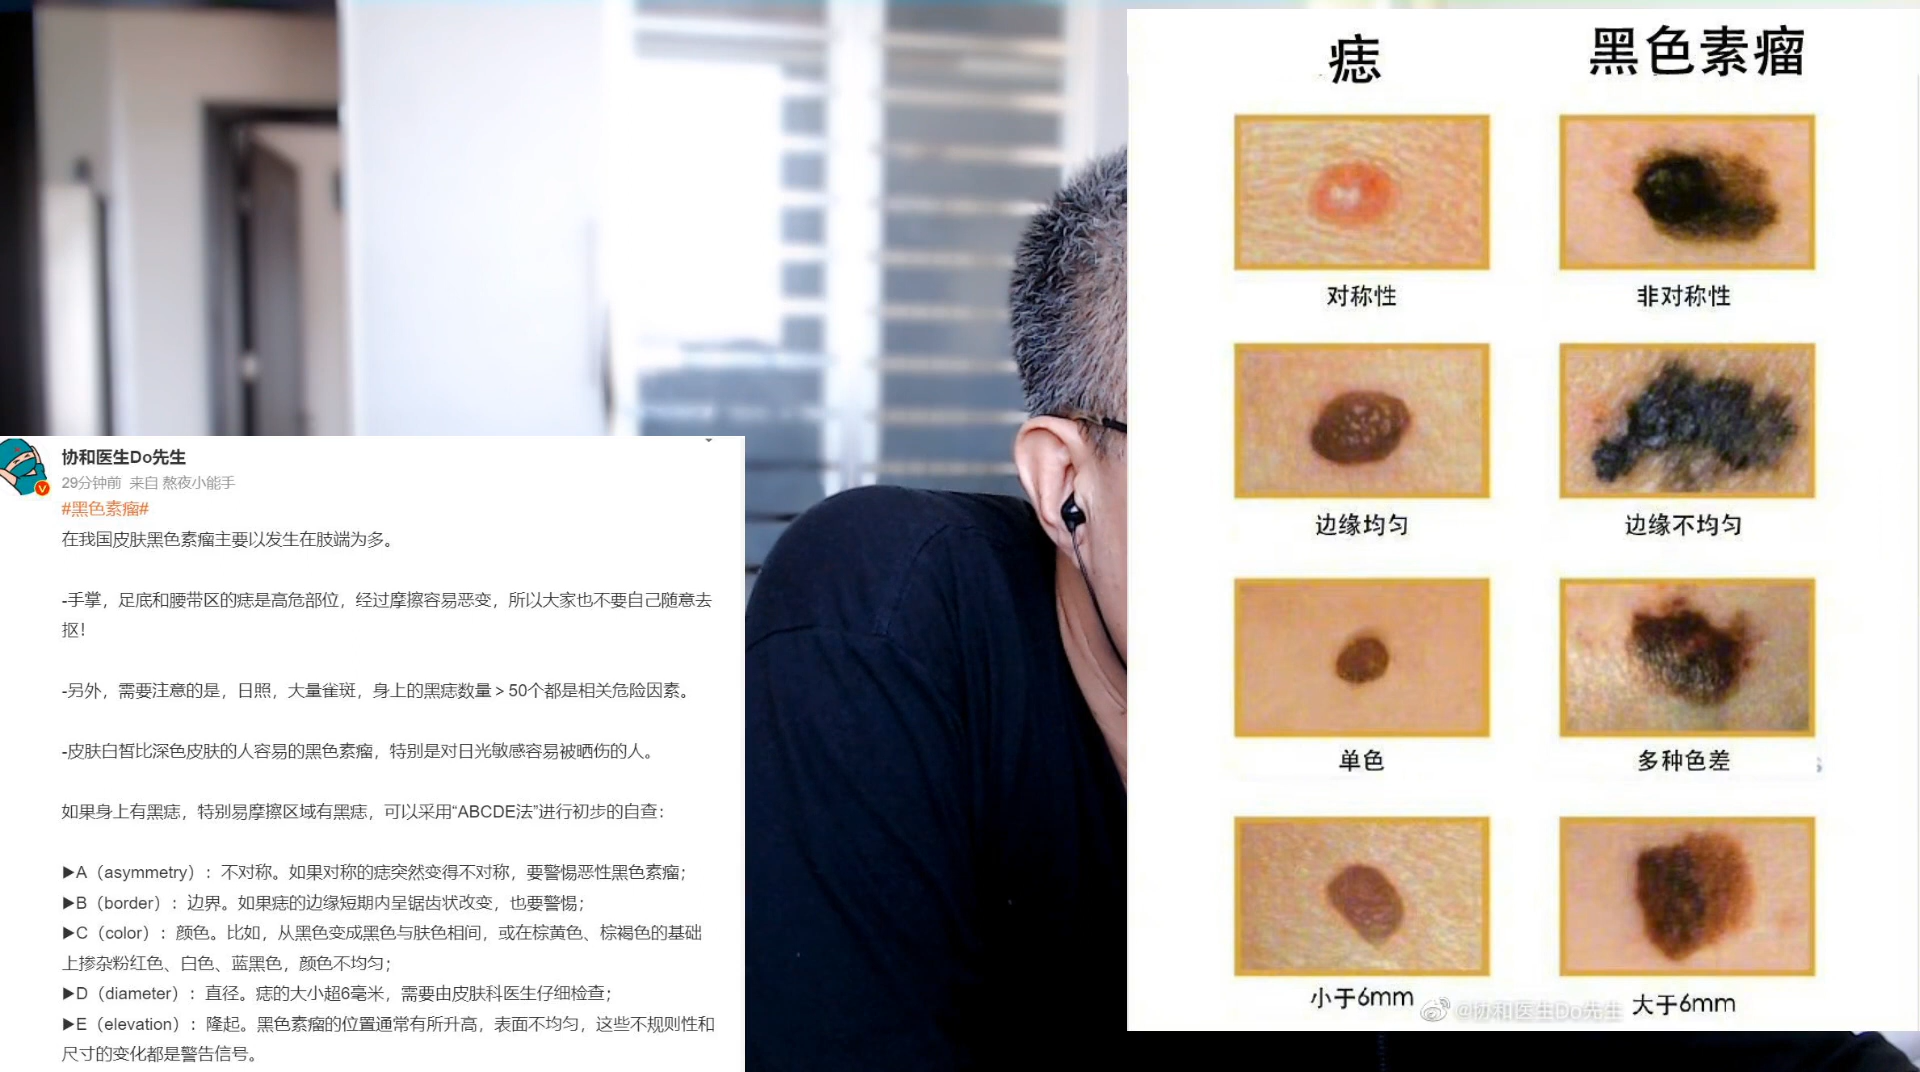 协和医生Do先生
29分钟前 来自 熬夜小能手
#黑色素瘤#
在我国皮肤黑色素瘤主要以发生在肢端为多。
-手掌，足底和腰带区的痣是高危部位，经过摩擦容易恶变，所以大家也不要自己随意去
抠！
-另外，需要注意的是，日照，大量雀斑，身上的黑痣数量＞50个都是相关危险因素。
-皮肤白皙比深色皮肤的人容易的黑色素瘤，特别是对日光敏感容易被晒伤的人。
如果身上有黑痣，特别易摩擦区域有黑痣，可以采用“ABCDE法”进行初步的自查：
▶A（asymmetry）：不对称。如果对称的痣突然变得不对称，要警惕恶性黑色素瘤；
▶B（border）：边界。如果痣的边缘短期内呈锯齿状改变，也要警惕；
▶C（color）：颜色。比如，从黑色变成黑色与肤色相间，或在棕黄色、棕褐色的基础
上掺杂粉红色、白色、蓝黑色，颜色不均匀；
▶D（diameter）：直径。痣的大小超6毫米，需要由皮肤科医生仔细检查；
▶E（elevation）：隆起。黑色素瘤的位置通常有所升高，表面不均匀，这些不规则性和
尺寸的变化都是警告信号。
痣 黑色素瘤
对称性 非对称性
边缘均匀 边缘不均匀
单色 多种色差
小于6mm 大于6mm
@协和医生Do先生